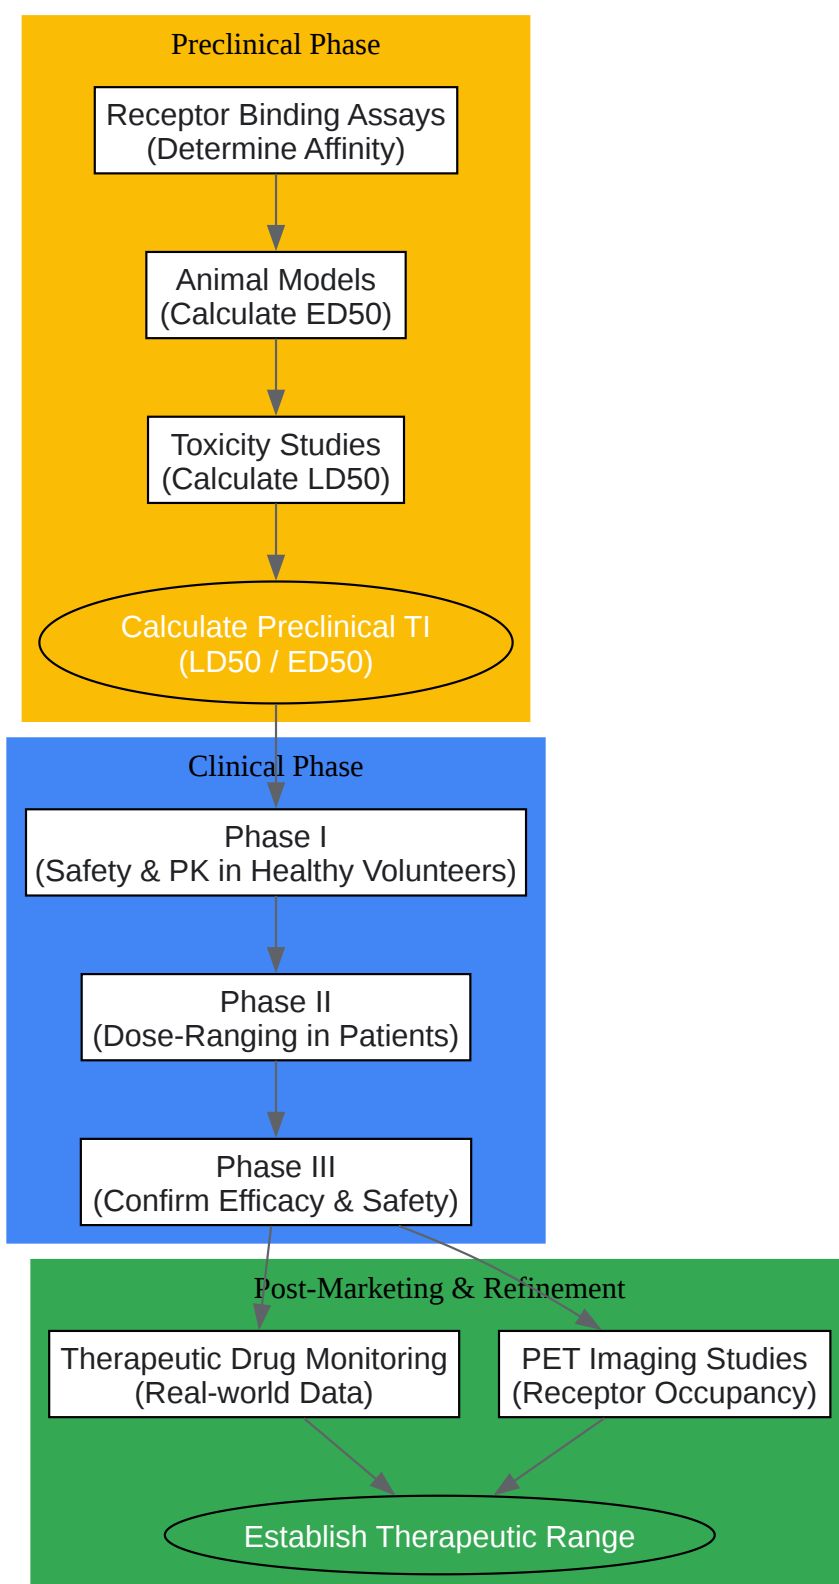 Preclinical Phase
Receptor Binding Assays
(Determine Affinity)
Animal Models
(Calculate ED50)
Toxicity Studies
(Calculate LD50)
Calculate Preclinical TI
(LD50 / ED50)
Clinical Phase
Phase I
(Safety & PK in Healthy Volunteers)
Phase II
(Dose-Ranging in Patients)
Phase III
(Confirm Efficacy & Safety)
Post-Marketing & Refinement
Therapeutic Drug Monitoring
(Real-world Data)
PET Imaging Studies
(Receptor Occupancy)
Establish Therapeutic Range